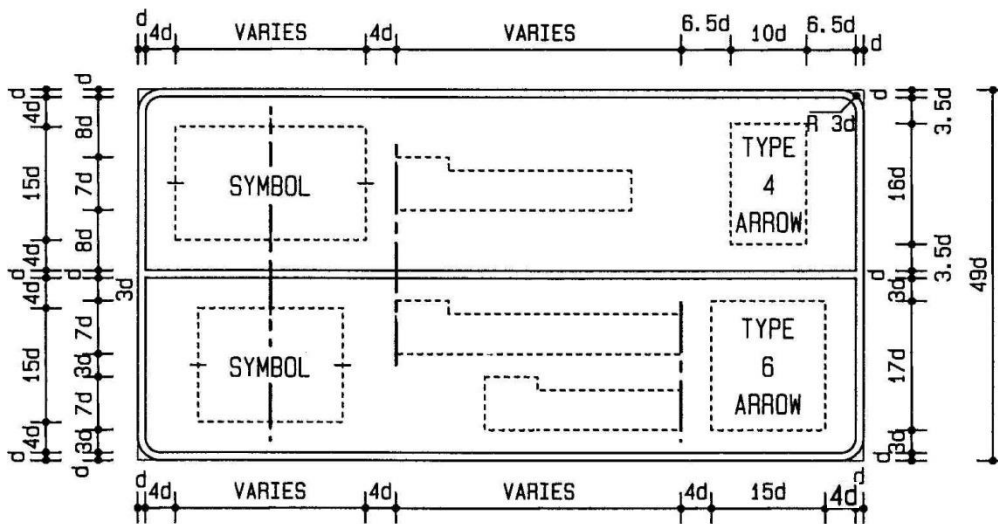 d 4d VARIES 4d VARIES 6.5d 10d 6.5d d
d 4d 15d 4d d 4d 15d 4d d
d 8d 7d 8d d 7d 3d 7d 3d d
3d
R 3d
SYMBOL
TYPE
4
ARROW
SYMBOL
TYPE
6
ARROW
d 3.5d 16d 3.5d d 3d 17d 3d d
49d
d 4d VARIES 4d VARIES 4d 15d 4d d